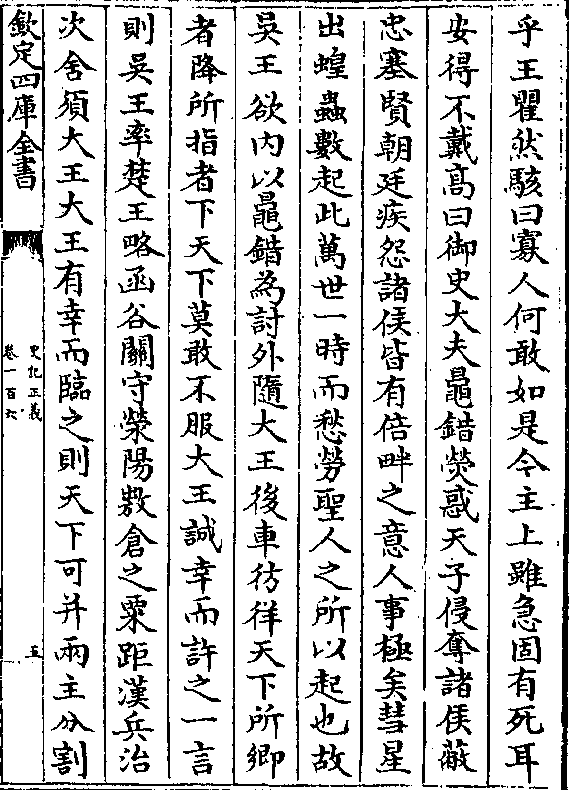 乎王瞿然駭曰寡人何敢如是今主上雖急固有死耳
安得不戴髙曰御史大夫鼂錯熒惑天子侵奪諸侯蔽
忠塞賢朝廷疾怨諸侯皆有倍畔之意人事極矣彗星
出蝗蟲數起此萬世一時而愁勞聖人之所以起也故
吳王欲内以鼂錯為討外隨大王後車彷徉天下所鄉
者降所指者下天下莫敢不服大王誠幸而許之一言
則吳王率楚王略函谷闗守滎陽敖倉之粟距漢兵治
次舍須大王大王有幸而臨之則天下可并兩主分割
欽定四庫全書
史記正義
卷一百六
五